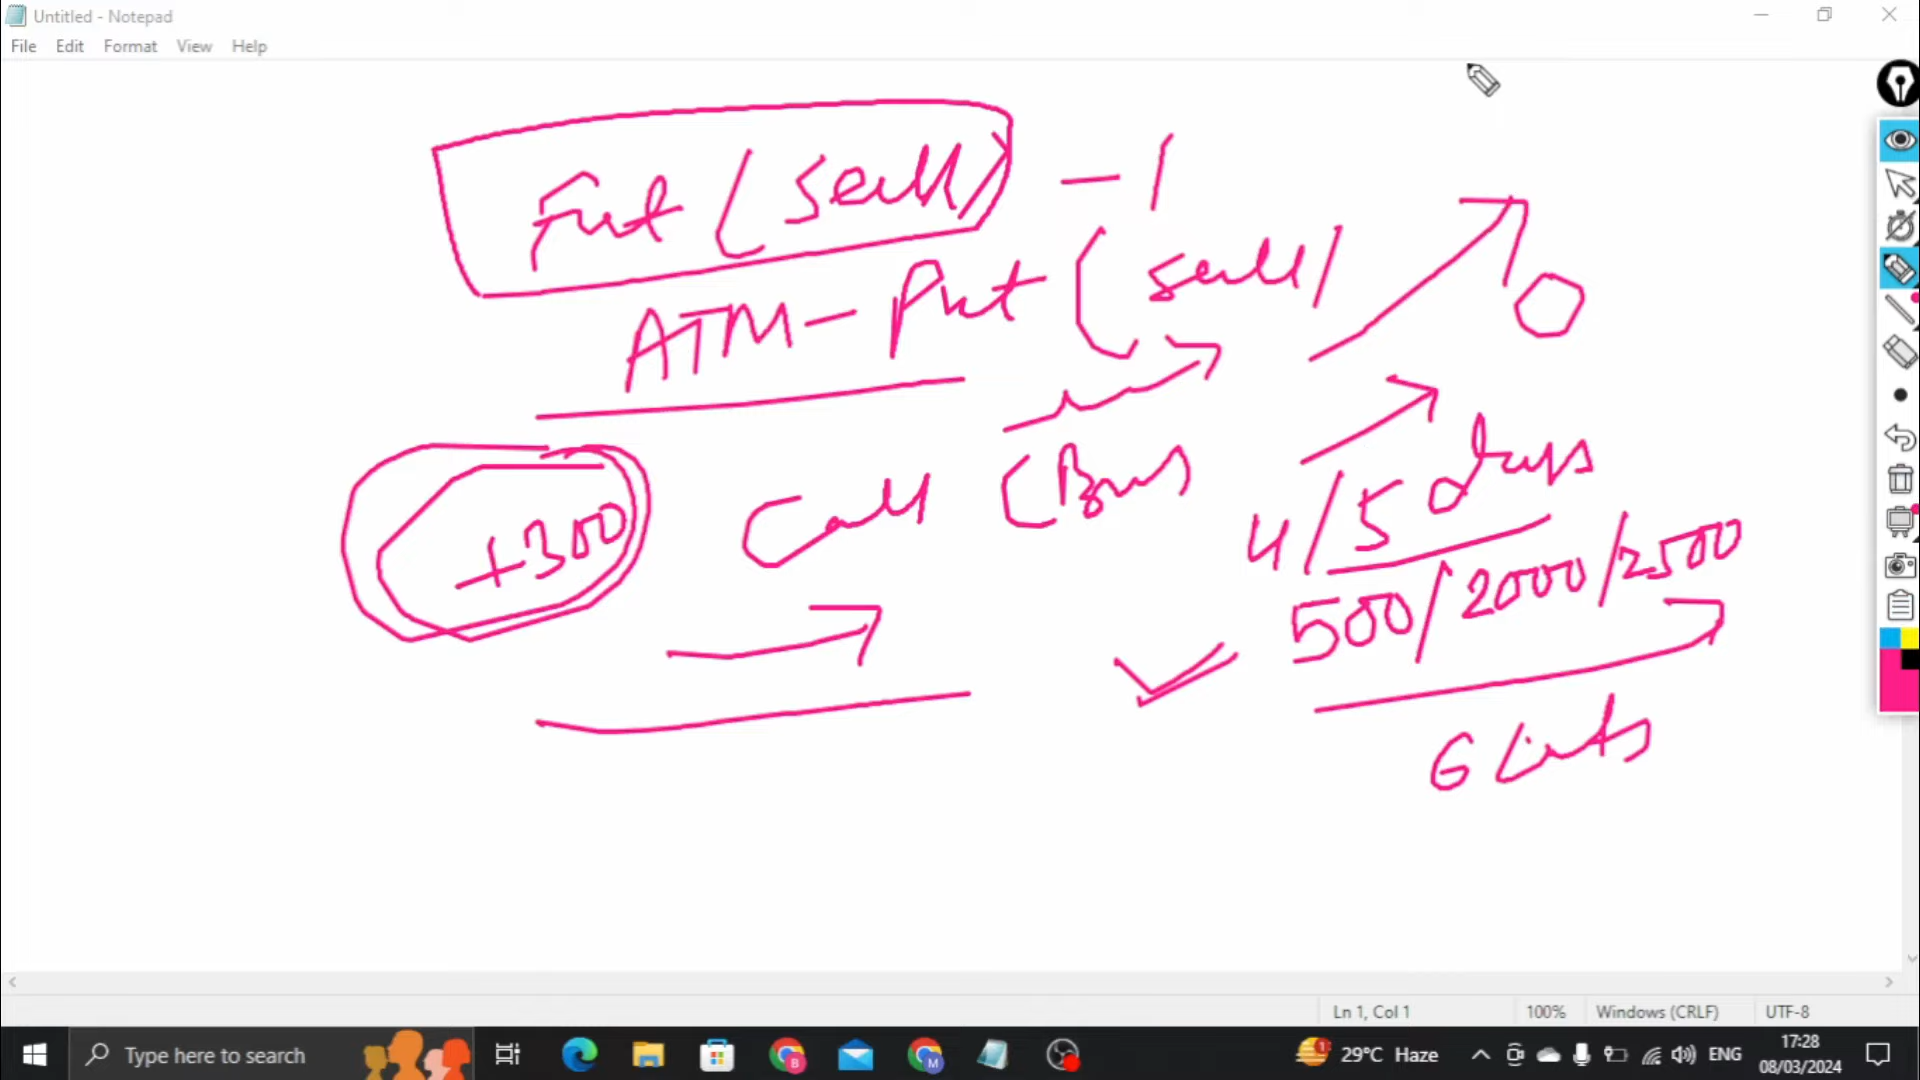 Untitled - Notepad
File Edit Format View Help
Fut (sell) - 1
ATM - Put (sell)
+300 Call (Buy
4/5 days
500/2000/2500
6 Lots
Ln 1, Col 1 100% Windows (CRLF) UTF-8
Type here to search
1
29°C Haze
ENG
17:28
08/03/2024